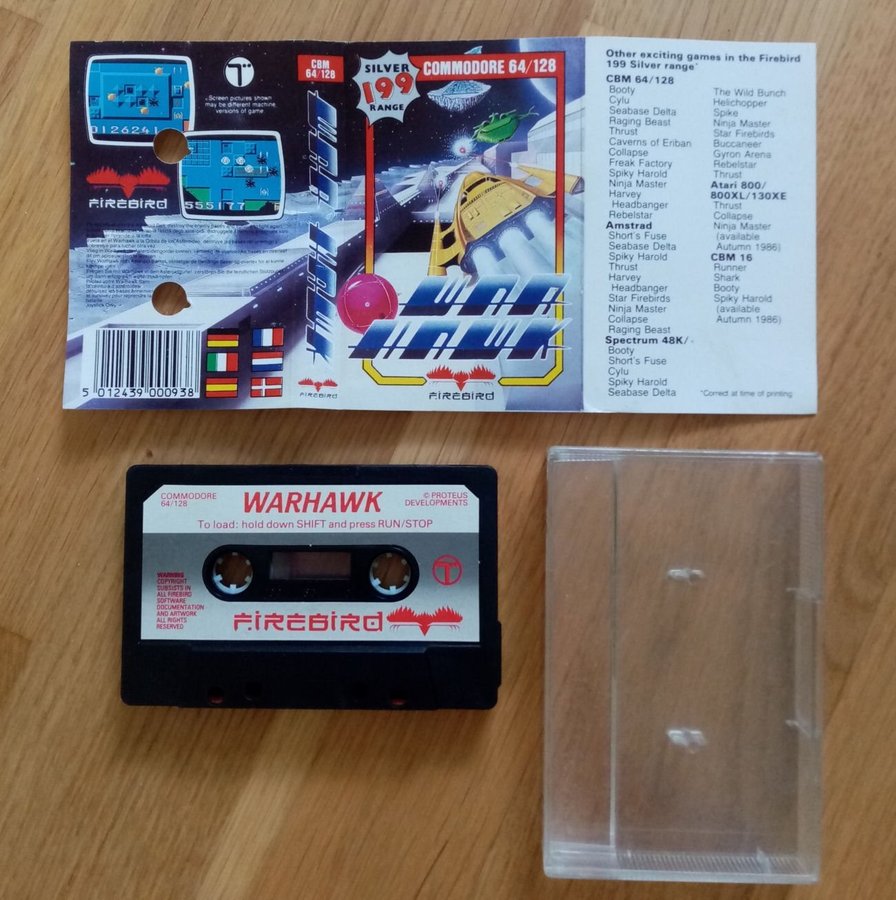 Screen pictures shown
may be different machine
versions of game.
0126241
555177
FIREBIRD
5 012439 000938
CBM
64/128
WAR HAWK
FIREBIRD
SILVER
199
RANGE
COMMODORE 64/128
WAR
HAWK
FIREBIRD
Other exciting games in the Firebird
199 Silver range*
CBM 64/128
Booty
Cylu
Seabase Delta
Raging Beast
Thrust
Caverns of Eriban
Collapse
Freak Factory
Spiky Harold
Ninja Master
Harvey
Headbanger
Rebelstar
Amstrad
Short's Fuse
Seabase Delta
Spiky Harold
Thrust
Harvey
Headbanger
Star Firebirds
Ninja Master
Collapse
Raging Beast
Spectrum 48K/
Booty
Short's Fuse
Cylu
Spiky Harold
Seabase Delta
The Wild Bunch
Helichopper
Spike
Ninja Master
Star Firebirds
Buccaneer
Gyron Arena
Rebelstar
Thrust
Atari 800/
800XL/130XE
Thrust
Collapse
Ninja Master
(available
Autumn 1986)
CBM 16
Runner
Shark
Booty
Spiky Harold
(available
Autumn 1986)
*Correct at time of printing
COMMODORE
64/128
WARHAWK
© PROTEUS
DEVELOPMENTS
To load: hold down SHIFT and press RUN/STOP
WARNING
COPYRIGHT
SUBSISTS IN
ALL FIREBIRD
SOFTWARE
DOCUMENTATION
AND ARTWORK
ALL RIGHTS
RESERVED
FIREBIRD